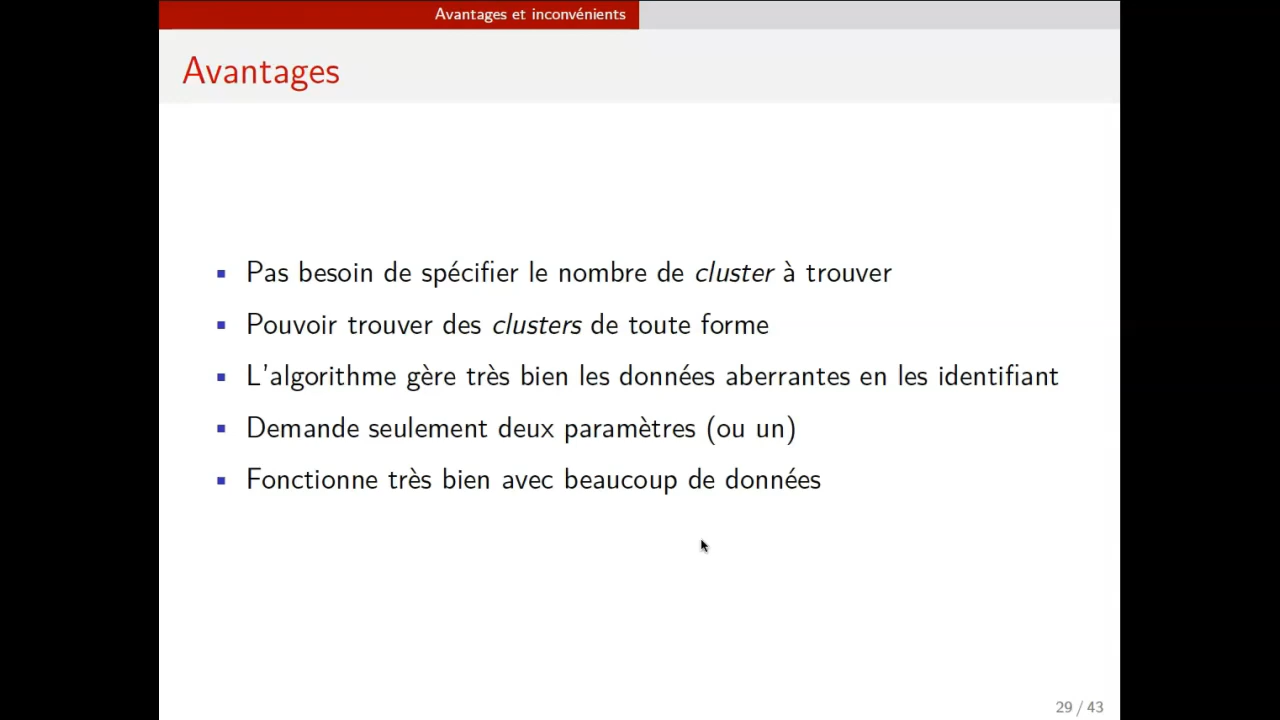 Avantages et inconvénients
Avantages
Pas besoin de spécifier le nombre de cluster à trouver
Pouvoir trouver des clusters de toute forme
L'algorithme gère très bien les données aberrantes en les identifiant
Demande seulement deux paramètres (ou un)
Fonctionne très bien avec beaucoup de données
29 / 43